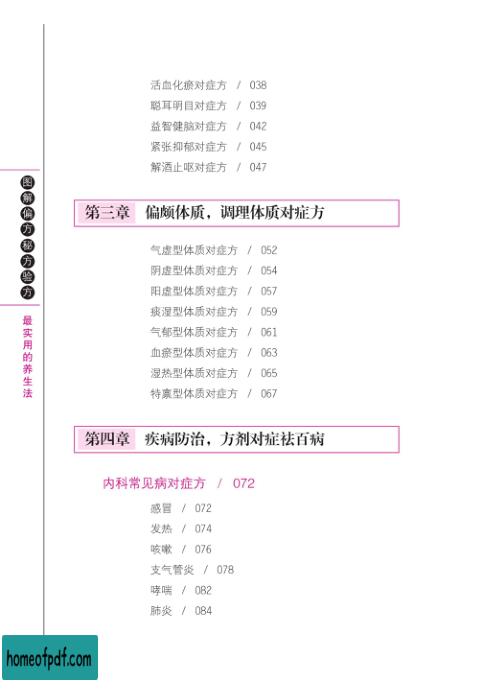 活血化瘀对症方 / 038
聪耳明目对症方 / 039
益智健脑对症方 / 042
紧张抑郁对症方 / 045
解酒止呕对症方 / 047
第三章 偏颇体质，调理体质对症方
气虚型体质对症方 / 052
阴虚型体质对症方 / 054
阳虚型体质对症方 / 057
痰湿型体质对症方 / 059
气郁型体质对症方 / 061
血瘀型体质对症方 / 063
湿热型体质对症方 / 065
特禀型体质对症方 / 067
第四章 疾病防治，方剂对症祛百病
内科常见病对症方 / 072
感冒 / 072
发热 / 074
咳嗽 / 076
支气管炎 / 078
哮喘 / 082
肺炎 / 084
图解偏方秘方验方
最实用的养生法
homeofpdf.com